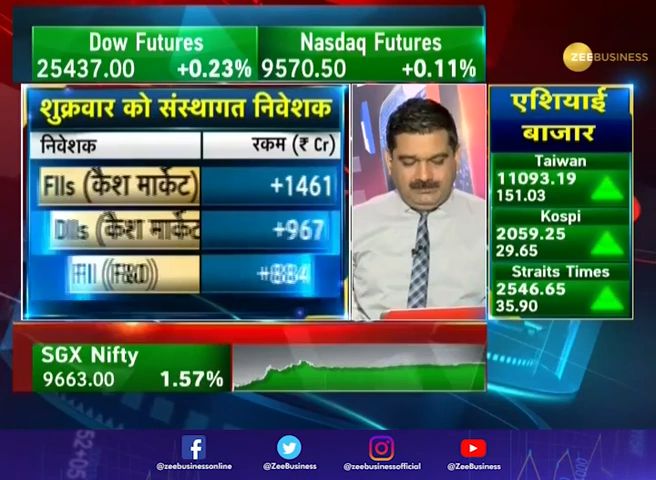 Dow Futures
25437.00 +0.23%
Nasdaq Futures
9570.50 +0.11%
ZEEBUSINESS
शुक्रवार को संस्थागत निवेशक
निवेशक रकम (₹ Cr)
FIIs (कैश मार्केट) +1461
DIIs (कैश मार्केट +967
FII (F&O) +884
एशियाई
बाजार
Taiwan
11093.19
151.03
Kospi
2059.25
29.65
Straits Times
2546.65
35.90
SGX Nifty
9663.00 1.57%
@zeebusinessonline @ZeeBusiness @zeebusinessofficial @ZeeBusiness